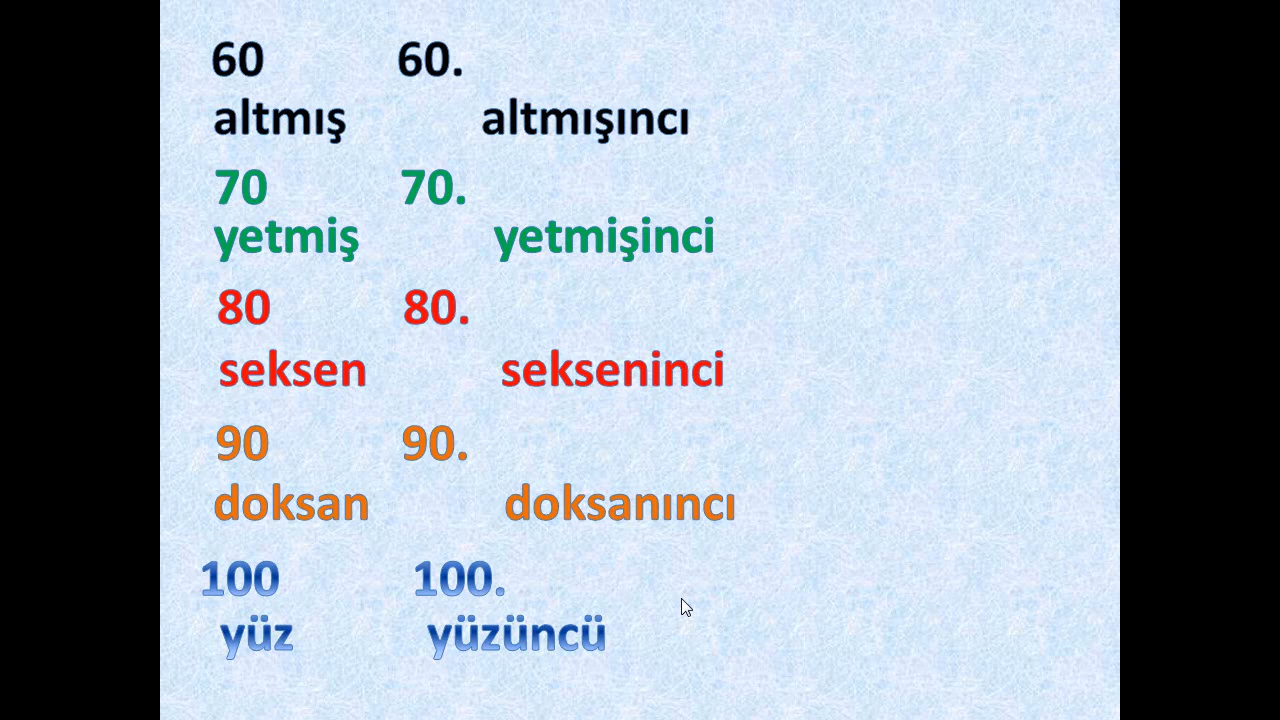 60 60.
altmış altmışıncı
70 70.
yetmiş yetmişinci
80 80.
seksen sekseninci
90 90.
doksan doksanıncı
100 100.
yüz yüzüncü